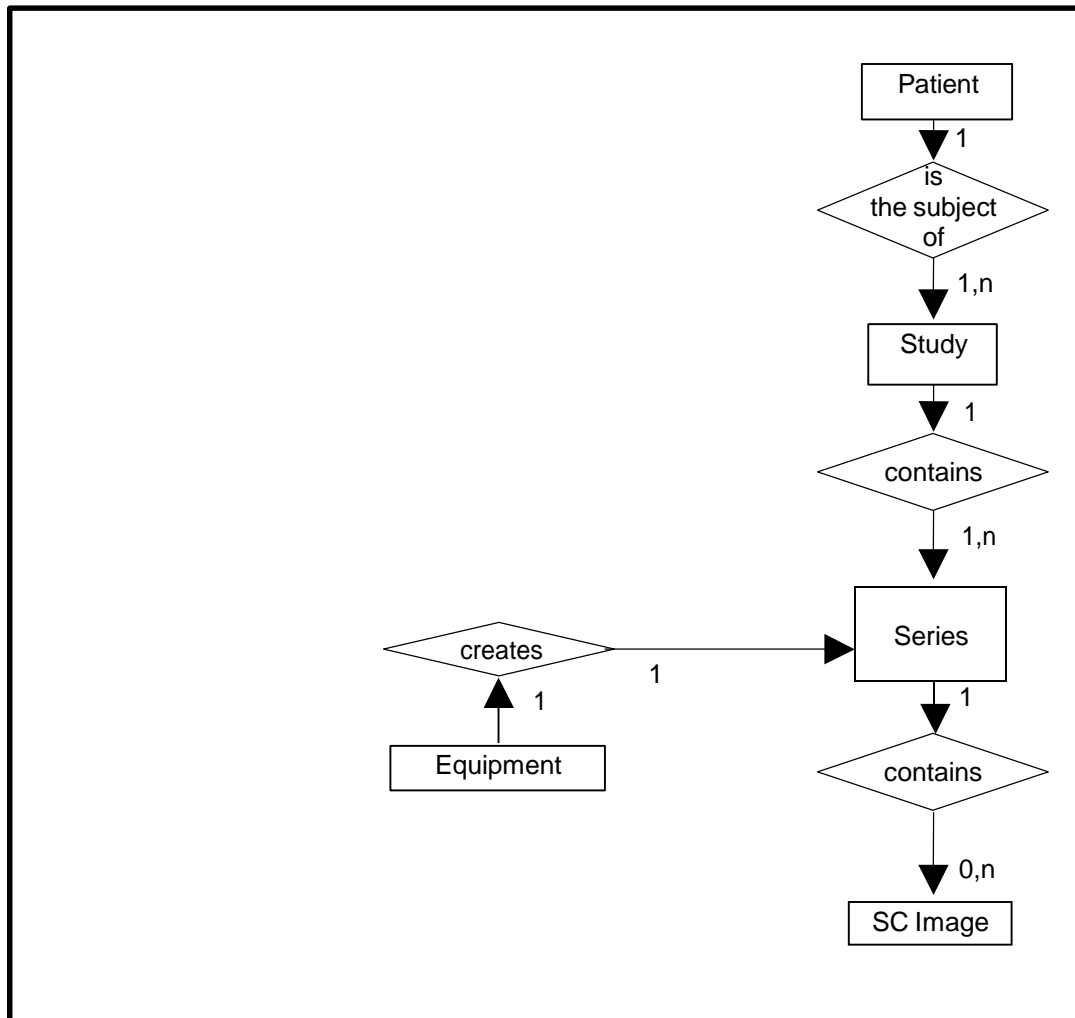 Patient
1
is
the subject
of
1,n
Study
1
contains
1,n
Series
creates
1
1
1
Equipment
contains
0,n
SC Image